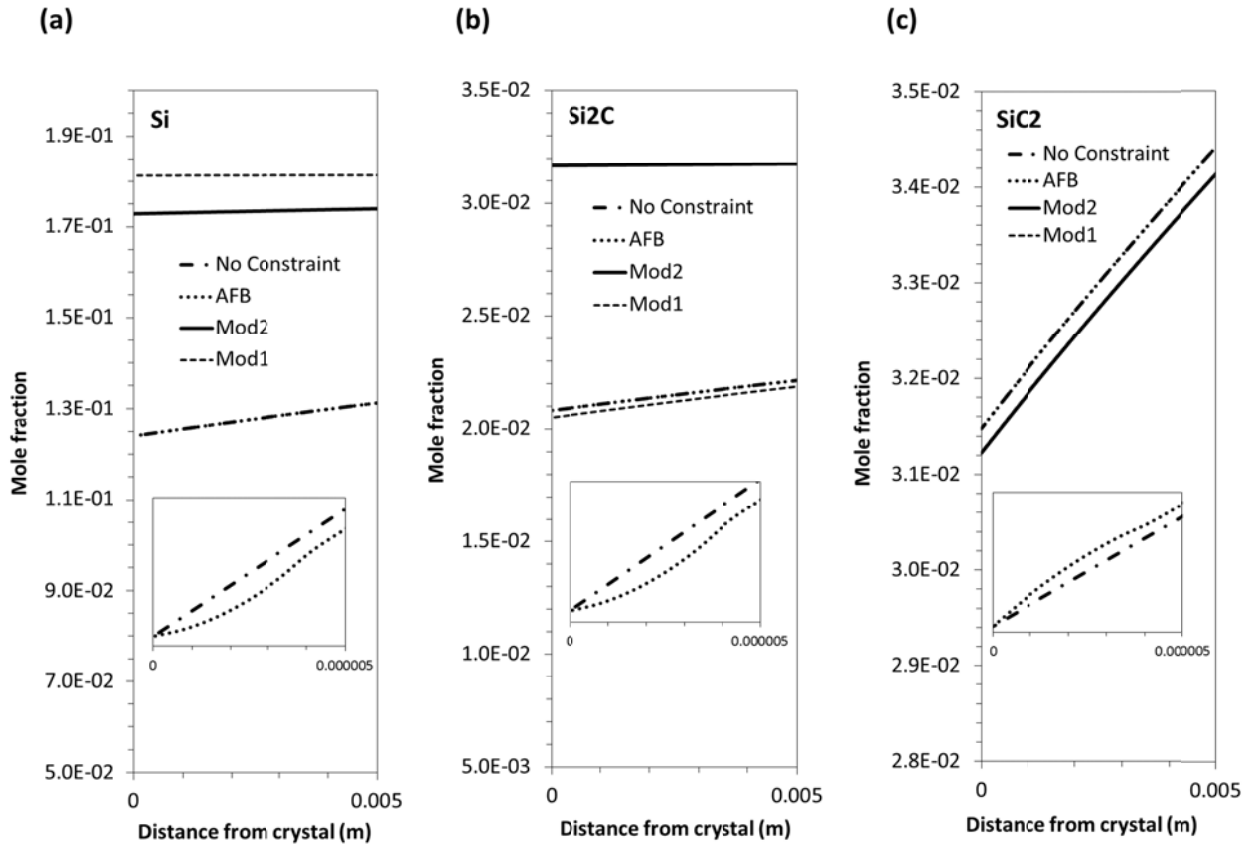 (a)
Si
1.9E-01
1.7E-01
1.5E-01
1.3E-01
1.1E-01
9.0E-02
7.0E-02
5.0E-02
Mole fraction
No Constraint
AFB
Mod2
Mod1
0
0.000005
0
0.005
Distance from crystal (m)
(b)
Si2C
3.5E-02
3.0E-02
2.5E-02
2.0E-02
1.5E-02
1.0E-02
5.0E-03
Mole fraction
No Constraint
AFB
Mod2
Mod1
0
0.000005
0
0.005
Distance from crystal (m)
(c)
SiC2
3.5E-02
3.4E-02
3.3E-02
3.2E-02
3.1E-02
3.0E-02
2.9E-02
2.8E-02
Mole fraction
No Constraint
AFB
Mod2
Mod1
0
0.000005
0
0.005
Distance from crystal (m)